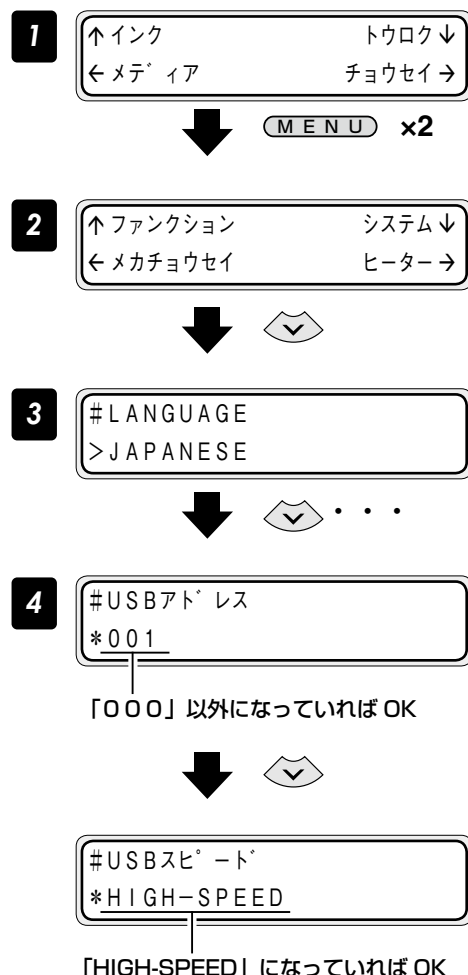 1
↑インク トウロク↓
←メディア チョウセイ→
MENU ×2
2
↑ファンクション システム↓
←メカチョウセイ ヒーター→
3
#LANGUAGE
>JAPANESE
・・・
4
#USBアドレス
*001
「000」以外になっていれば OK
#USBスピード
*HIGH-SPEED
「HIGH-SPEED」になっていれば OK